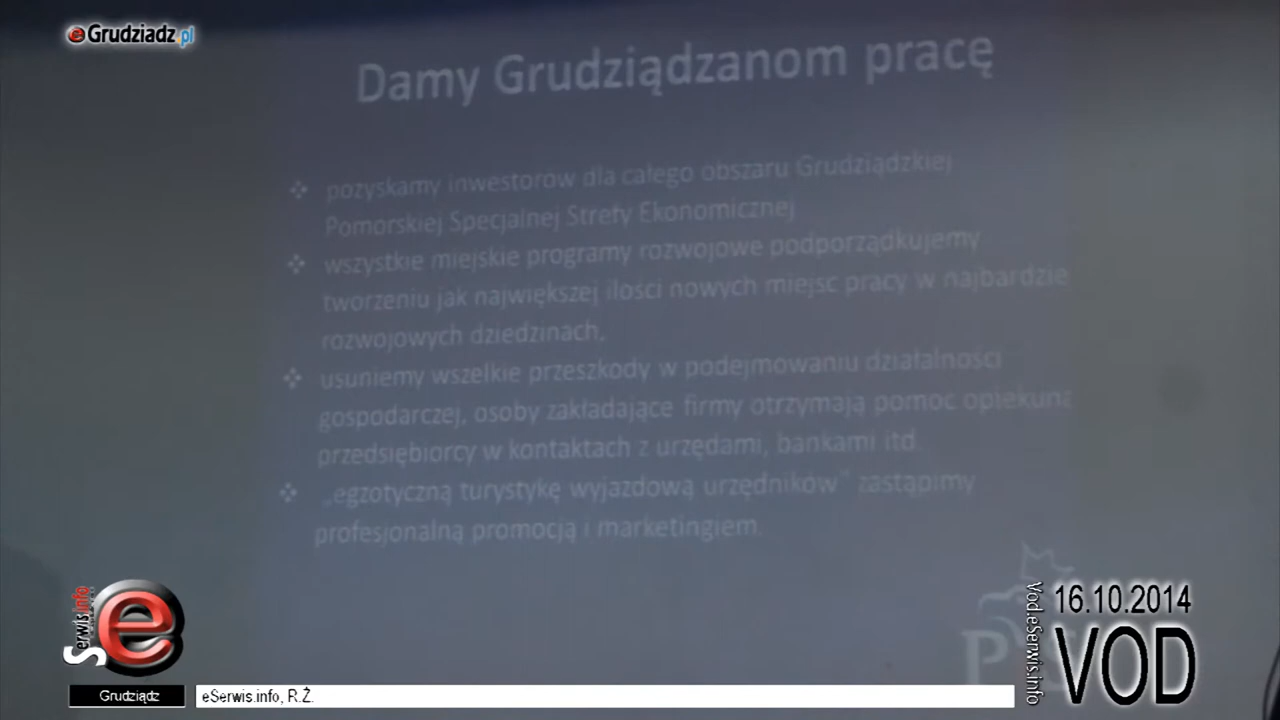 eGrudziadz.pl
Damy Grudziądzanom pracę
pozyskamy inwestorów dla całego obszaru Grudziądzkiej
Pomorskiej Specjalnej Strefy Ekonomicznej
wszystkie miejskie programy rozwojowe podporządkujemy
tworzeniu jak największej ilości nowych miejsc pracy w najbardzie
rozwojowych dziedzinach,
usuniemy wszelkie przeszkody w podejmowaniu działalności
gospodarczej, osoby zakładające firmy otrzymają pomoc opiekuna
przedsiębiorcy w kontaktach z urzędami, bankami itd.
„egzotyczną turystykę wyjazdową urzędników” zastąpimy
profesjonalną promocją i marketingiem.
eSerwis.info
Vod.eSerwis.info
16.10.2014
VOD
Grudziądz
eSerwis.info, R.Ż.